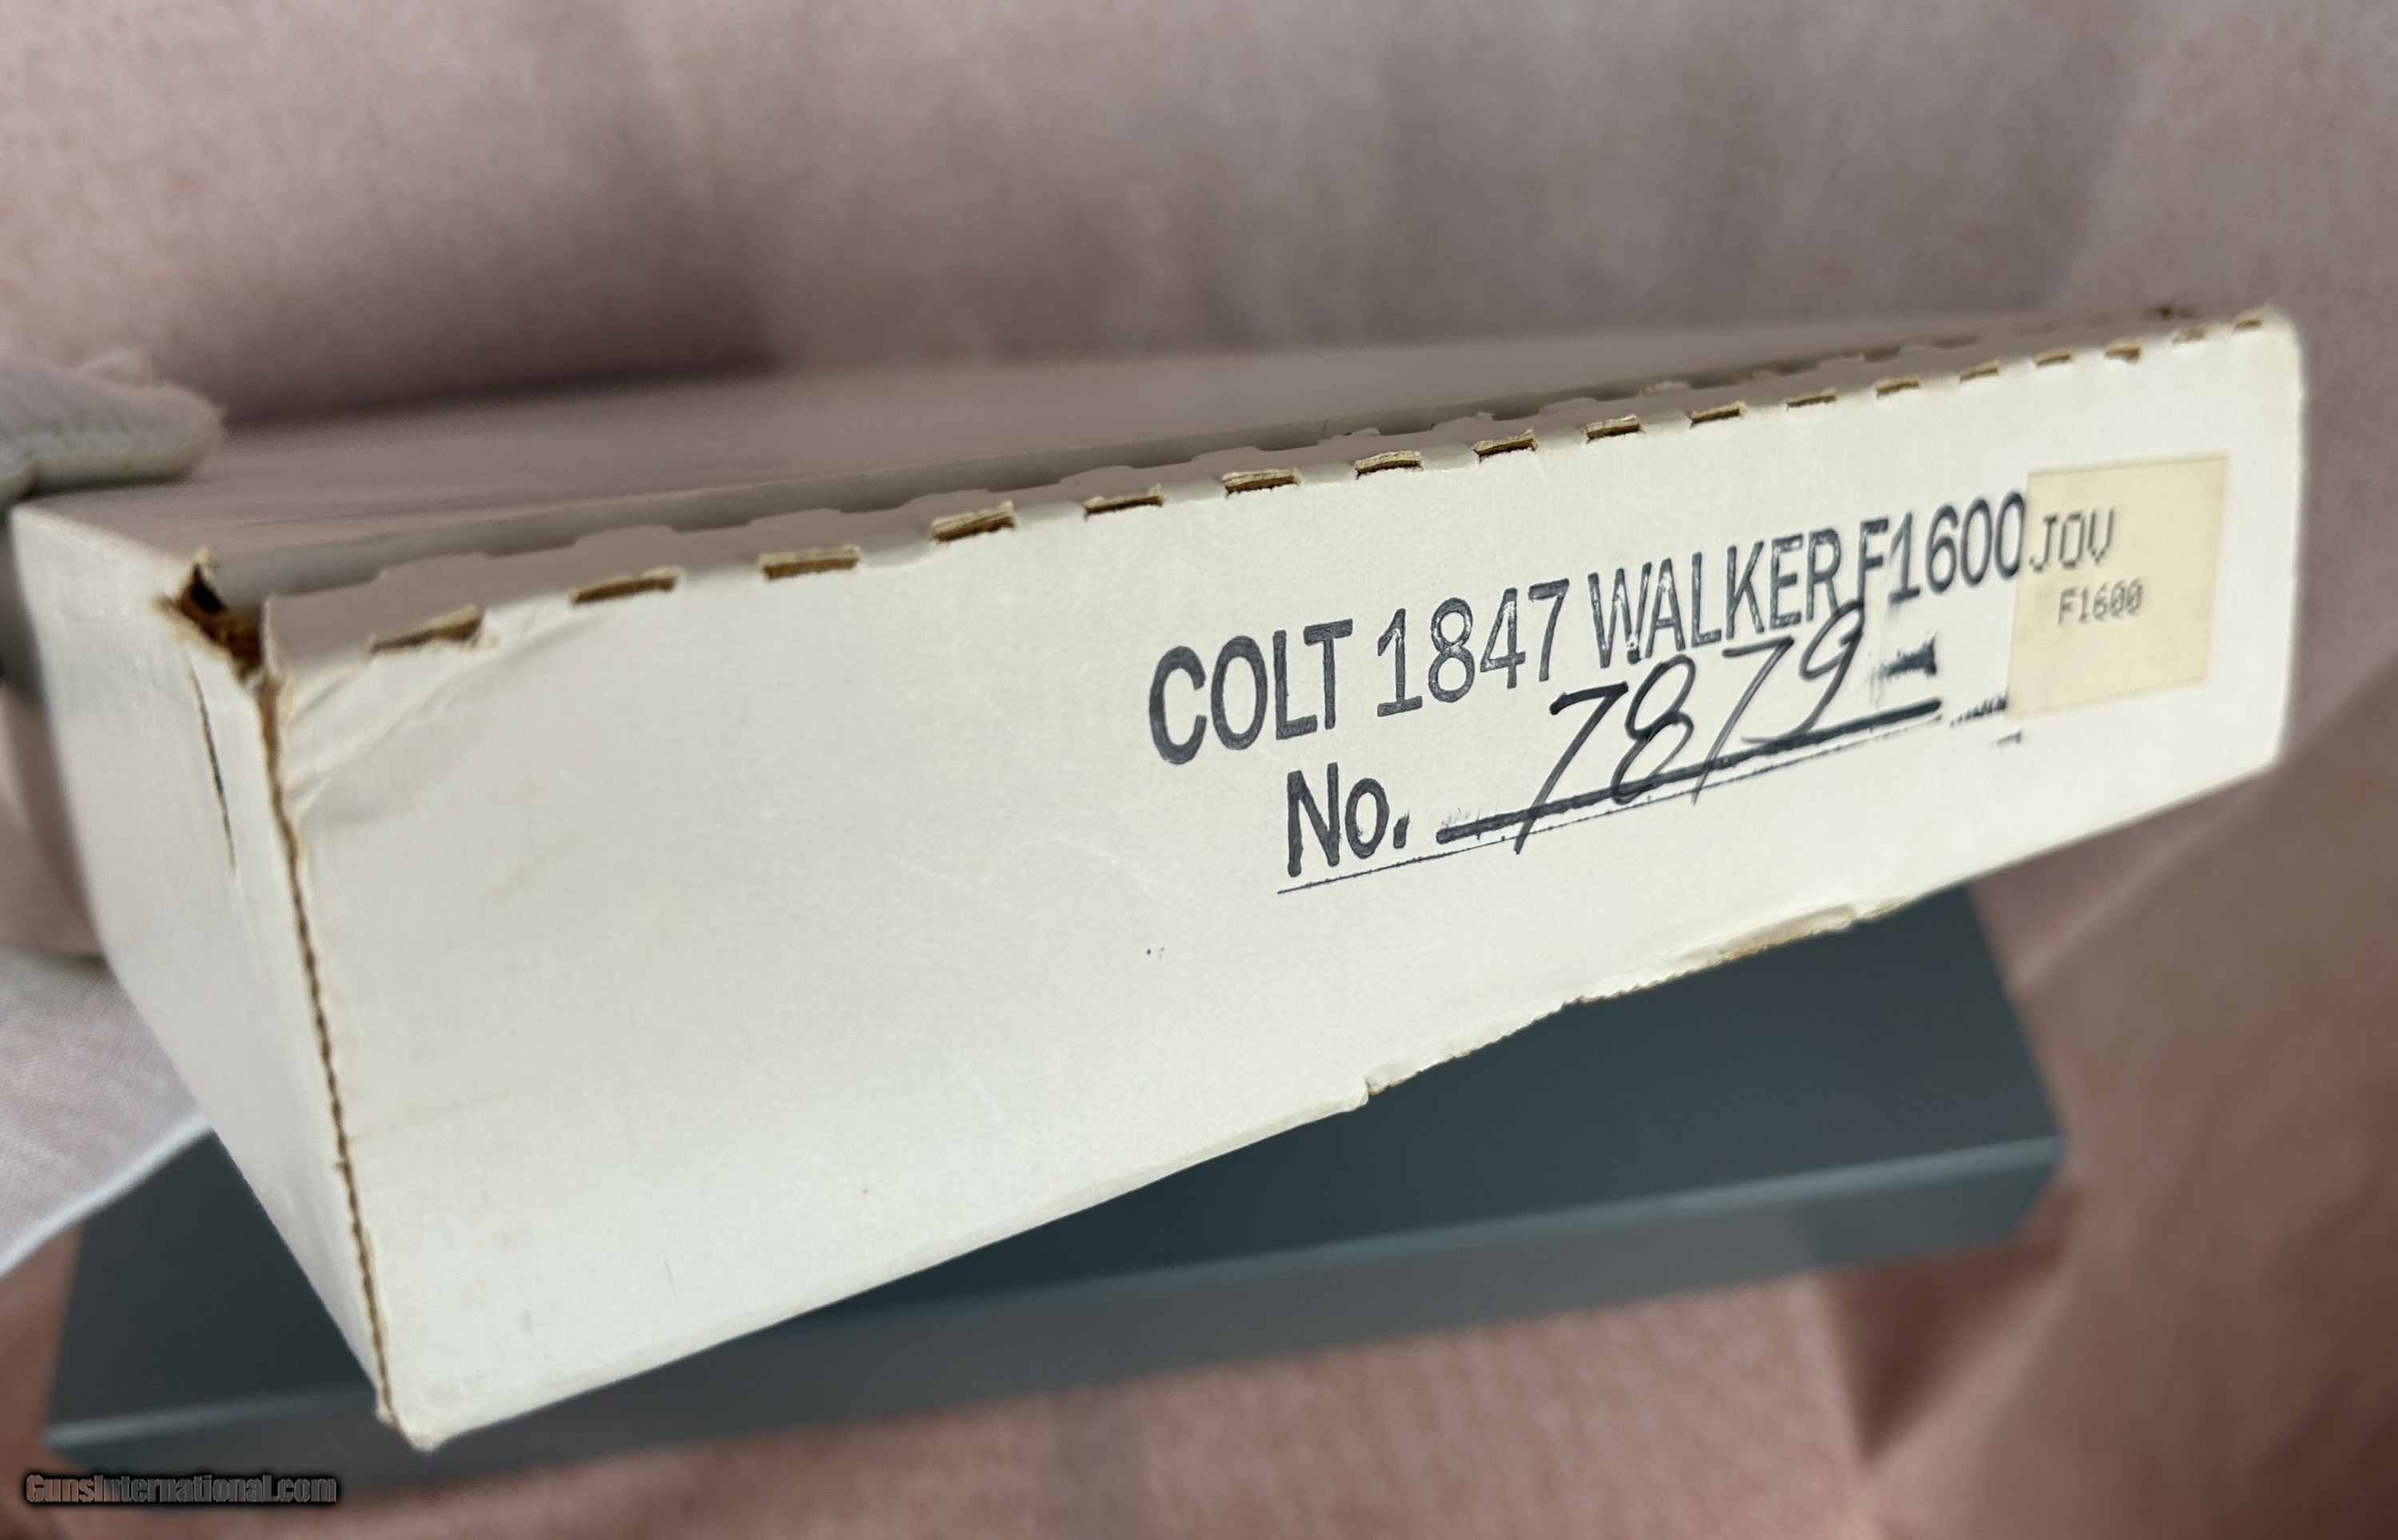 COLT 1847 WALKER F1600
No. 7879
JOV
F1600
GunsInternational.com